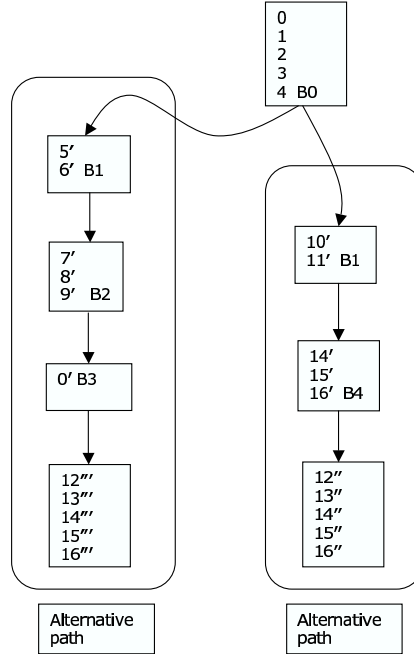 0
1
2
3
4 B0
5′
6′ B1
7′
8′
9′ B2
0′ B3
12‴
13‴
14‴
15‴
16‴
Alternative
path
10′
11′ B1
14′
15′
16′ B4
12″
13″
14″
15″
16″
Alternative
path